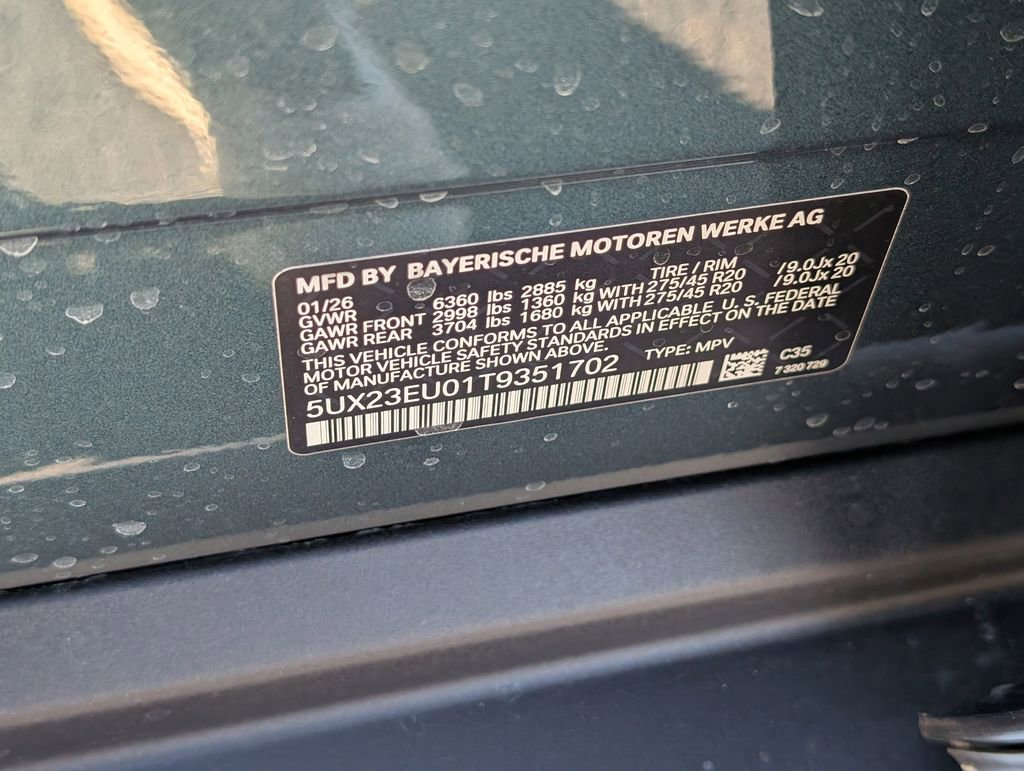 MFD BY BAYERISCHE MOTOREN WERKE AG
01/26 TIRE / RIM
GVWR 6360 lbs 2885 kg
GAWR FRONT 2998 lbs 1360 kg WITH 275/45 R20 /9.0Jx20
GAWR REAR 3704 lbs 1680 kg WITH 275/45 R20 /9.0Jx20
THIS VEHICLE CONFORMS TO ALL APPLICABLE U.S. FEDERAL
MOTOR VEHICLE SAFETY STANDARDS IN EFFECT ON THE DATE
OF MANUFACTURE SHOWN ABOVE. TYPE: MPV
5UX23EU01T9351702 C35
7 320 729